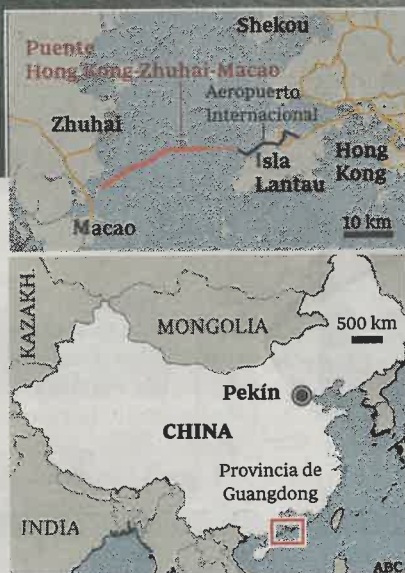 Shekou
Puente
Hong Kong-Zhuhai-Macao
Aeropuerto
Internacional
Zhuhai
Isla
Lantau
Hong
Kong
Macao
10 km
KAZAKH.
MONGOLIA
500 km
Pekín
CHINA
Provincia de
Guangdong
INDIA
ABC